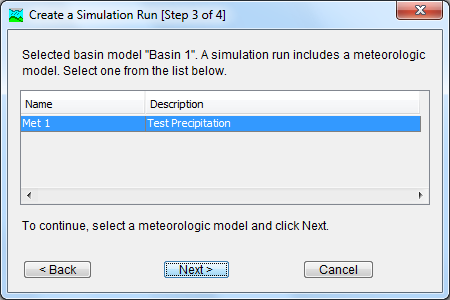 Create a Simulation Run [Step 3 of 4]
Selected basin model "Basin 1". A simulation run includes a meteorologic
model. Select one from the list below.
Name Description
Met 1 Test Precipitation
To continue, select a meteorologic model and click Next.
< Back Next > Cancel